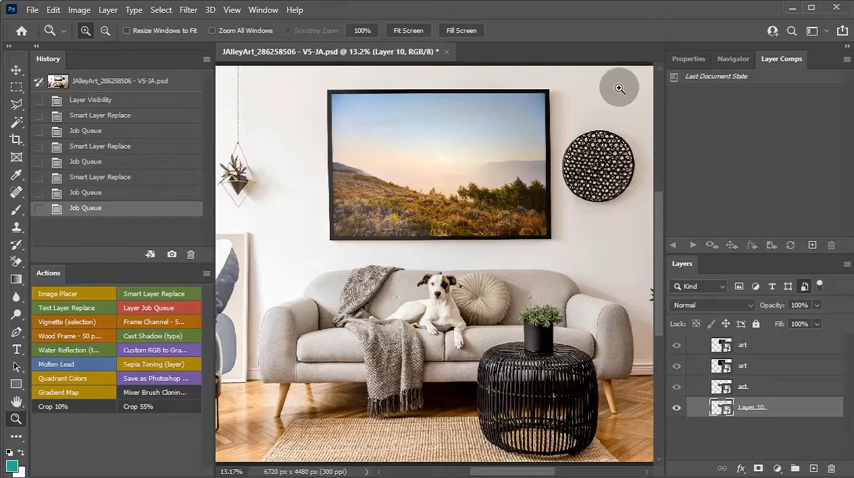 Ps File Edit Image Layer Type Select Filter 3D View Window Help
Resize Windows to Fit Zoom All Windows Scrubby Zoom 100% Fit Screen Fill Screen
History
JAlleyArt_286258506 - V5-JA.psd
Layer Visibility
Smart Layer Replace
Job Queue
Smart Layer Replace
Job Queue
Smart Layer Replace
Job Queue
Job Queue
Actions
Image Placer Smart Layer Replace
Text Layer Replace Layer Job Queue
Vignette (selection) Frame Channel - 5...
Wood Frame - 50 p... Cast Shadow (type)
Water Reflection (t... Custom RGB to Gra...
Molten Lead Sepia Toning (layer)
Quadrant Colors Save as Photoshop ...
Gradient Map Mixer Brush Clonin...
Crop 10% Crop 55%
JAlleyArt_286258506 - V5-JA.psd @ 13.2% (Layer 10, RGB/8) *
13.17% 6720 px x 4480 px (300 ppi)
Properties Navigator Layer Comps
Last Document State
Layers
Kind
Normal Opacity: 100%
Lock: Fill: 100%
art
art
art
Layer 10